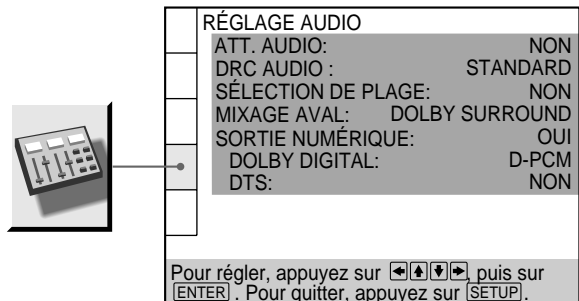 RÉGLAGE AUDIO
ATT. AUDIO: NON
DRC AUDIO : STANDARD
SÉLECTION DE PLAGE: NON
MIXAGE AVAL: DOLBY SURROUND
SORTIE NUMÉRIQUE: OUI
DOLBY DIGITAL: D-PCM
DTS: NON
Pour régler, appuyez sur ←↑↓→, puis sur
ENTER . Pour quitter, appuyez sur SETUP .